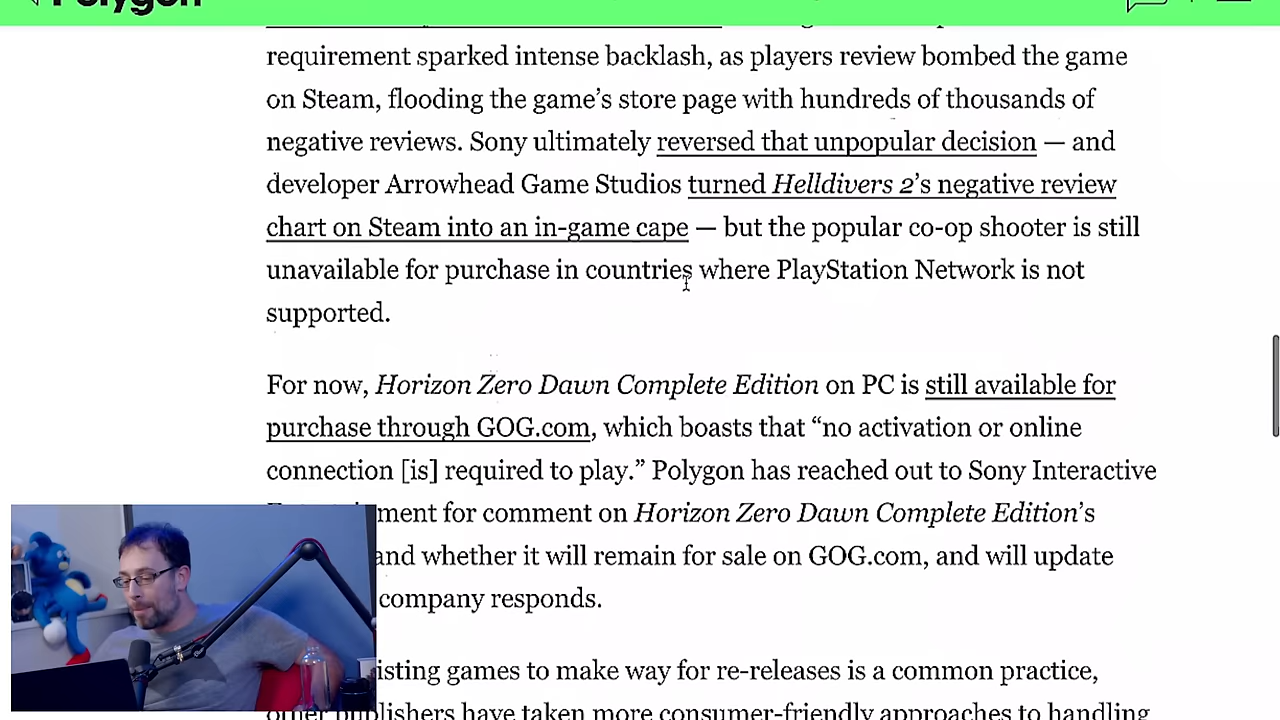 Polygon
requirement sparked intense backlash, as players review bombed the game
on Steam, flooding the game’s store page with hundreds of thousands of
negative reviews. Sony ultimately reversed that unpopular decision — and
developer Arrowhead Game Studios turned Helldivers 2’s negative review
chart on Steam into an in-game cape — but the popular co-op shooter is still
unavailable for purchase in countries where PlayStation Network is not
supported.
For now, Horizon Zero Dawn Complete Edition on PC is still available for
purchase through GOG.com, which boasts that “no activation or online
connection [is] required to play.” Polygon has reached out to Sony Interactive
for comment on Horizon Zero Dawn Complete Edition’s
and whether it will remain for sale on GOG.com, and will update
company responds.
games to make way for re-releases is a common practice,
other publishers have taken more consumer-friendly approaches to handling